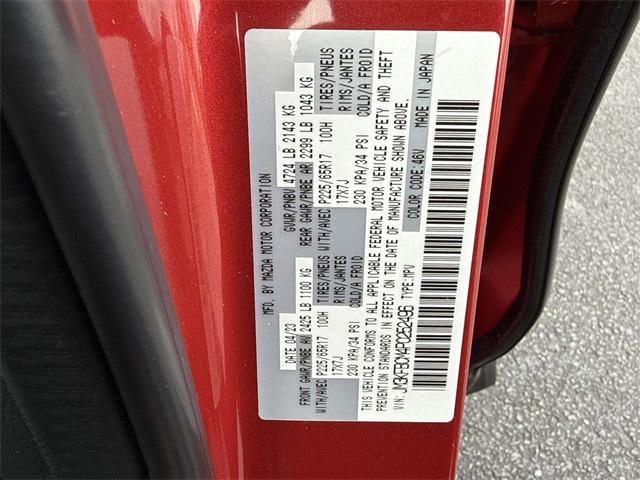 MFD. BY MAZDA MOTOR CORPORATION
DATE 04/23 GVWR/PNBV 4724 LB 2143 KG
FRONT GAWR/PNBE AV 2425 LB 1100 KG REAR GAWR/PNBE AR 2299 LB 1043 KG
WITH/AVEC P225/65R17 100H TIRES/PNEUS WITH/AVEC P225/65R17 100H TIRES/PNEUS
17X7J RIMS/JANTES 17X7J RIMS/JANTES
230 KPA/34 PSI COLD/A FROID 230 KPA/34 PSI COLD/A FROID
THIS VEHICLE CONFORMS TO ALL APPLICABLE FEDERAL MOTOR VEHICLE SAFETY AND THEFT
PREVENTION STANDARDS IN EFFECT ON THE DATE OF MANUFACTURE SHOWN ABOVE.
VIN: JM3KFBCM4P0252496 TYPE:MPV COLOR CODE:46V MADE IN JAPAN